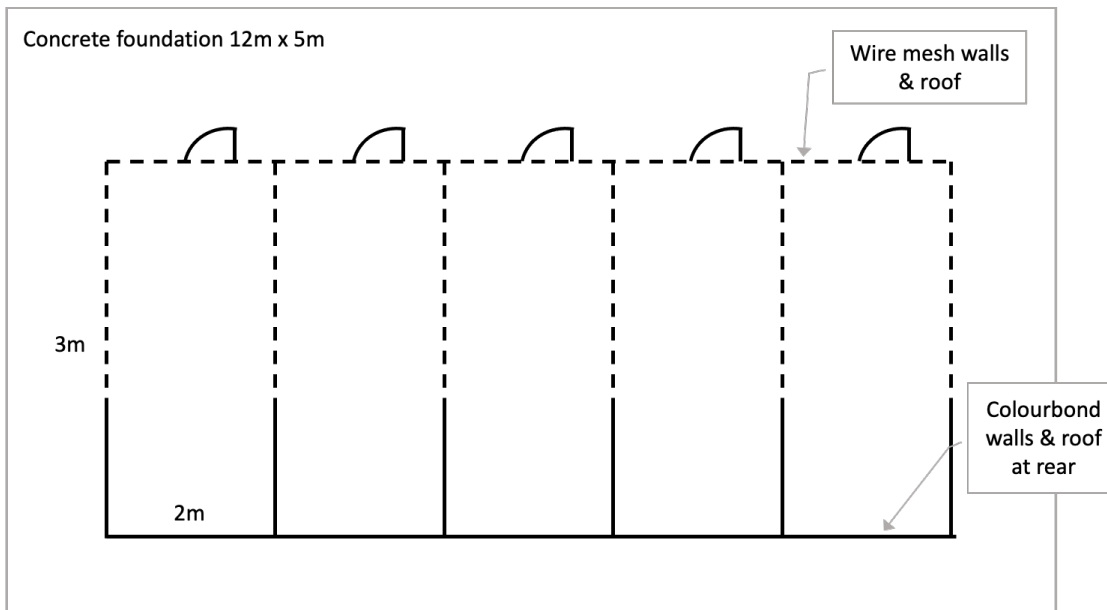 Concrete foundation 12m x 5m
Wire mesh walls
& roof
3m
Colourbond
walls & roof
at rear
2m